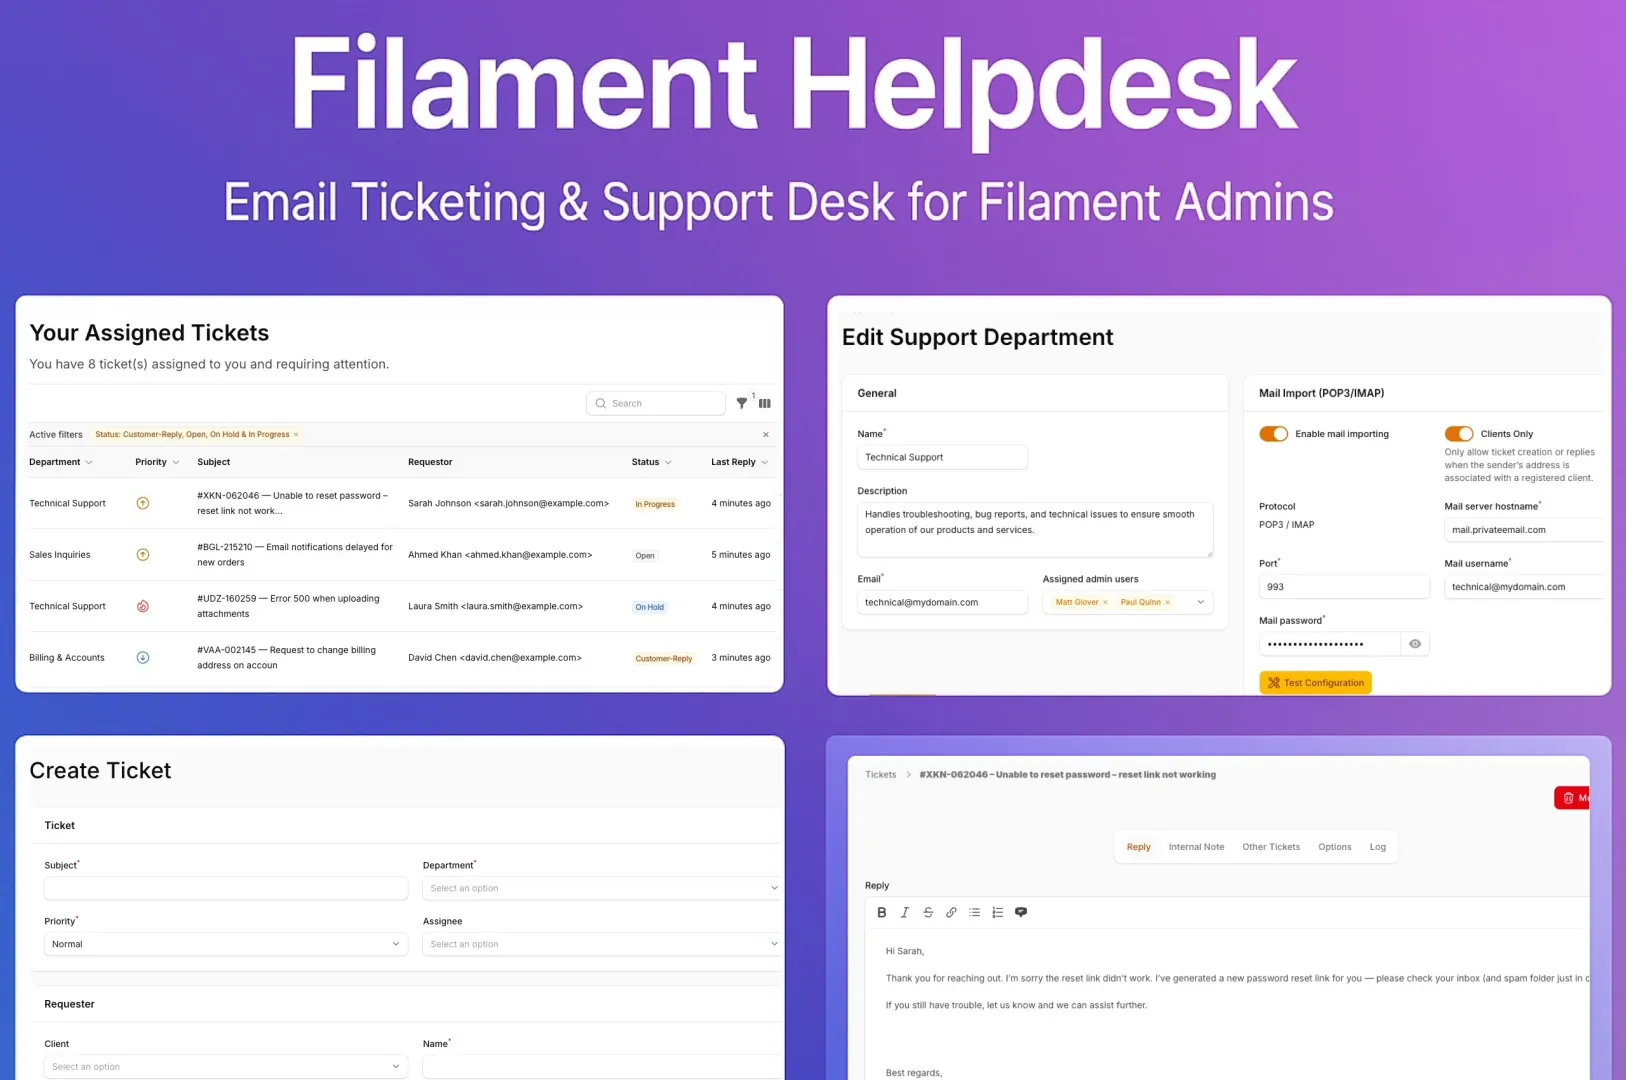 Filament Helpdesk
Email Ticketing & Support Desk for Filament Admins
Your Assigned Tickets
You have 8 ticket(s) assigned to you and requiring attention.
Search
1
Active filters
Status: Customer-Reply, Open, On Hold & In Progress ×
Department Priority Subject Requestor Status Last Reply
Technical Support
#XKN-062046 — Unable to reset password –
reset link not work...
Sarah Johnson <sarah.johnson@example.com>
In Progress
4 minutes ago
Sales Inquiries
#BGL-215210 — Email notifications delayed for
new orders
Ahmed Khan <ahmed.khan@example.com>
Open
5 minutes ago
Technical Support
#UDZ-160259 — Error 500 when uploading
attachments
Laura Smith <laura.smith@example.com>
On Hold
4 minutes ago
Billing & Accounts
#VAA-002145 — Request to change billing
address on accoun
David Chen <david.chen@example.com>
Customer-Reply
3 minutes ago
Edit Support Department
General
Name*
Technical Support
Description
Handles troubleshooting, bug reports, and technical issues to ensure smooth
operation of our products and services.
Email*
technical@mydomain.com
Assigned admin users
Matt Glover × Paul Quinn ×
Mail Import (POP3/IMAP)
Enable mail importing
Clients Only
Only allow ticket creation or replies
when the sender's address is
associated with a registered client.
Protocol
POP3 / IMAP
Mail server hostname*
mail.privateemail.com
Port*
993
Mail username*
technical@mydomain.com
Mail password*
•••••••••••••••••••
Test Configuration
Create Ticket
Ticket
Subject*
Department*
Select an option
Priority*
Normal
Assignee
Select an option
Requester
Client
Select an option
Name*
Tickets > #XKN-062046 – Unable to reset password – reset link not working
Reply Internal Note Other Tickets Options Log
Reply
B I S
Hi Sarah,
Thank you for reaching out. I'm sorry the reset link didn't work. I've generated a new password reset link for you — please check your inbox (and spam folder just in
If you still have trouble, let us know and we can assist further.
Best regards,